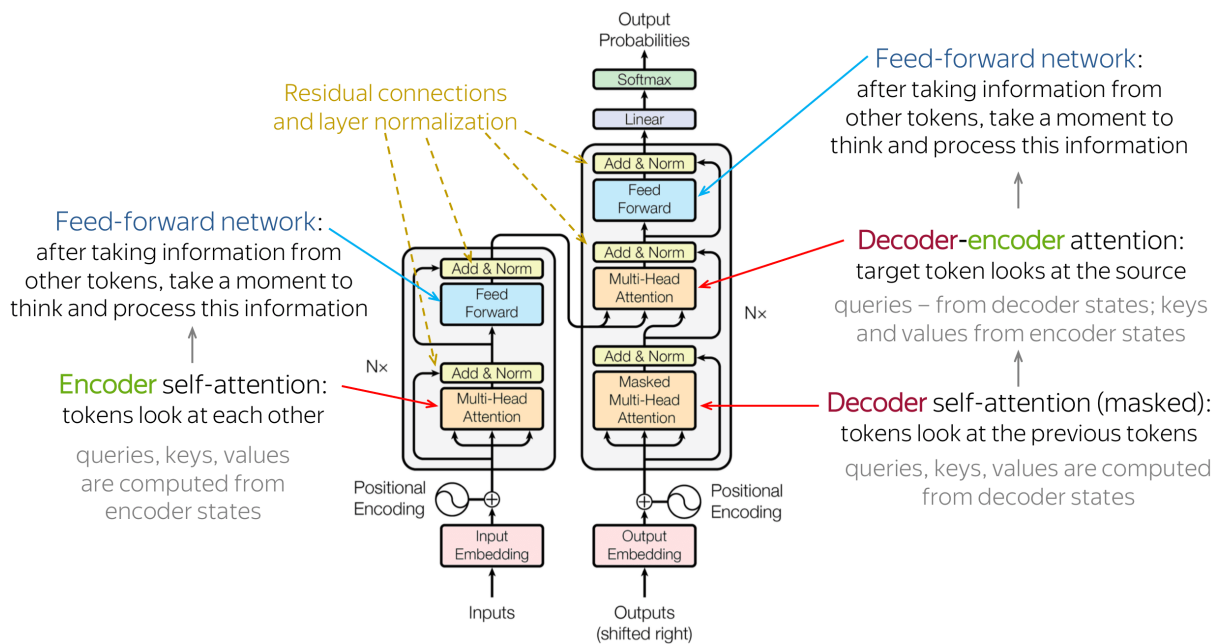 Output
Probabilities
Softmax
Linear
Add & Norm
Feed
Forward
Add & Norm
Multi-Head
Attention
Add & Norm
Masked
Multi-Head
Attention
N×
Positional
Encoding
Output
Embedding
Outputs
(shifted right)
Residual connections
and layer normalization
Feed-forward network:
after taking information from
other tokens, take a moment to
think and process this information
Encoder self-attention:
tokens look at each other
queries, keys, values
are computed from
encoder states
Add & Norm
Feed
Forward
N×
Add & Norm
Multi-Head
Attention
Positional
Encoding
Input
Embedding
Inputs
Feed-forward network:
after taking information from
other tokens, take a moment to
think and process this information
Decoder-encoder attention:
target token looks at the source
queries – from decoder states; keys
and values from encoder states
Decoder self-attention (masked):
tokens look at the previous tokens
queries, keys, values are computed
from decoder states